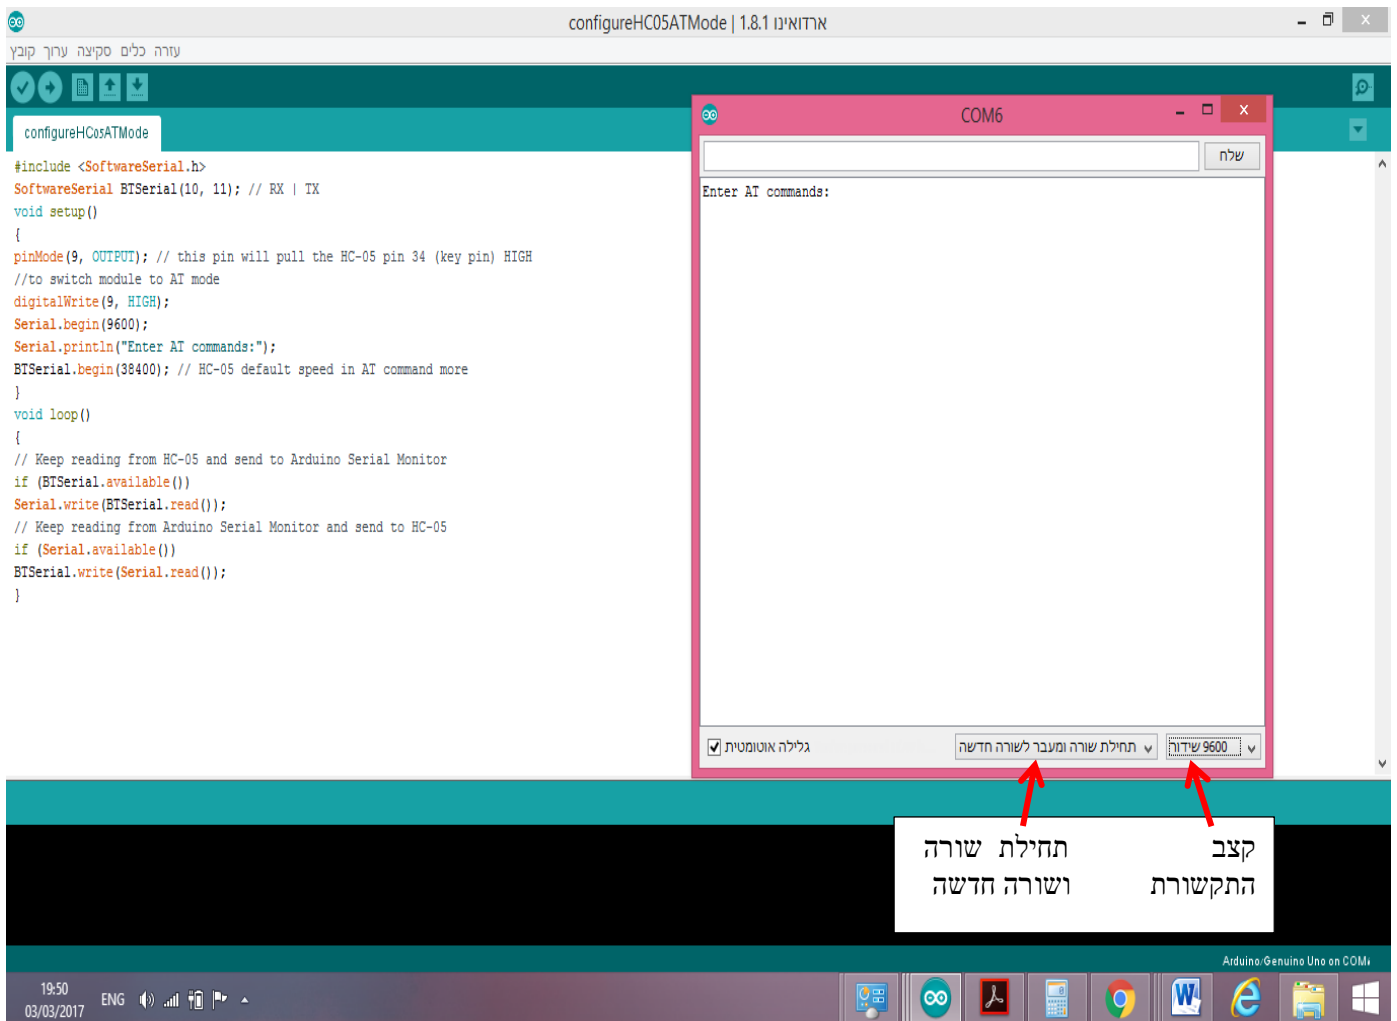 configureHC05ATMode | 1.8.1 ארדואינו
קובץ ערוך סקיצה כלים עזרה
configureHC05ATMode
#include <SoftwareSerial.h>
SoftwareSerial BTSerial(10, 11); // RX | TX
void setup()
{
pinMode(9, OUTPUT); // this pin will pull the HC-05 pin 34 (key pin) HIGH
//to switch module to AT mode
digitalWrite(9, HIGH);
Serial.begin(9600);
Serial.println("Enter AT commands:");
BTSerial.begin(38400); // HC-05 default speed in AT command more
}
void loop()
{
// Keep reading from HC-05 and send to Arduino Serial Monitor
if (BTSerial.available())
Serial.write(BTSerial.read());
// Keep reading from Arduino Serial Monitor and send to HC-05
if (Serial.available())
BTSerial.write(Serial.read());
}
COM6
שלח
Enter AT commands:
גלילה אוטומטית
תחילת שורה ומעבר לשורה חדשה
9600 שידור
קצב
התקשורת
תחילת שורה
ושורה חדשה
Arduino/Genuino Uno on COM
19:50
03/03/2017
ENG